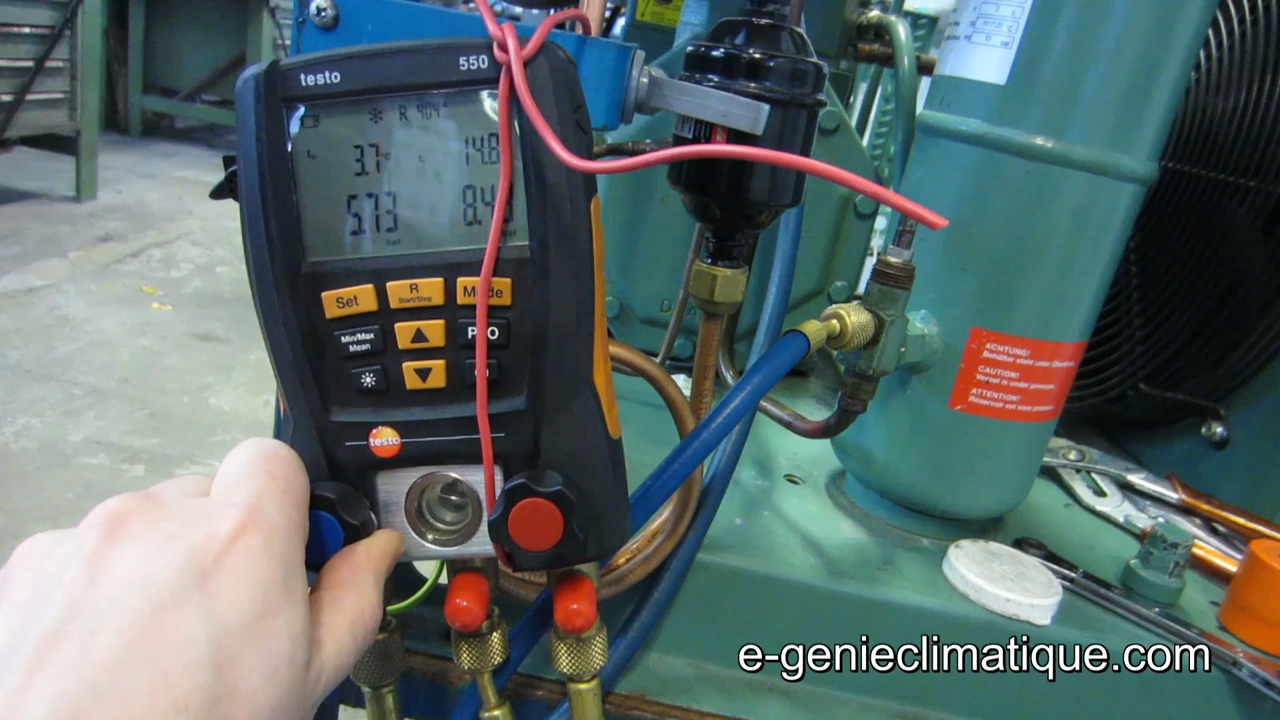 testo
550
R 404
3.7 °C
14.8
5.73
8.4
bar
bar
Set
R
Start/Stop
Mode
Min/Max
Mean
testo
ACHTUNG!
Behälter steht unter
CAUTION!
Vessel is under pressure
ATTENTION!
Réservoir est sous pression
e-genieclimatique.com